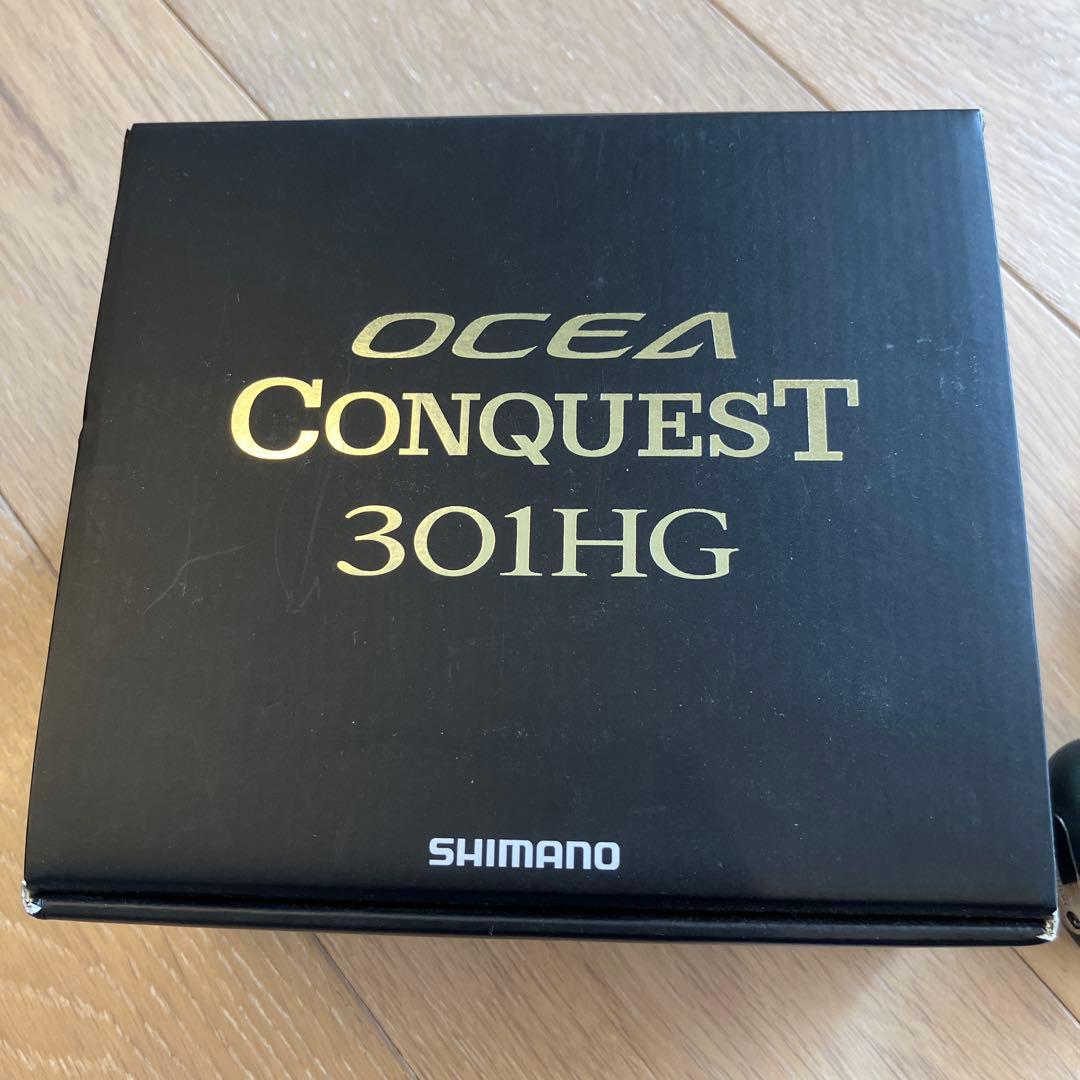 OCEA
CONQUEST
301HG
SHIMANO